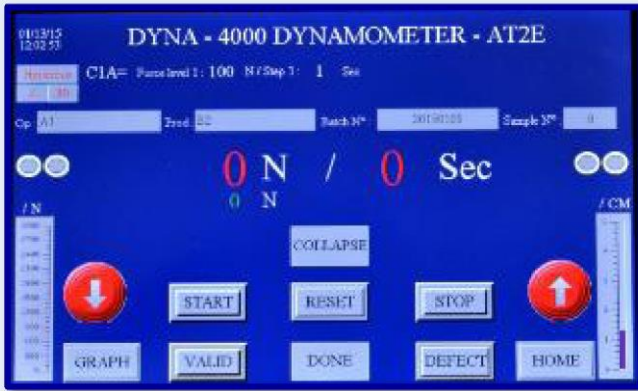 01/13/15
12:02:53
DYNA - 4000 DYNAMOMETER - AT2E
C1A= Force level 1: 100 N / Step 1: 1 Sec
Op A1 Prod B2 Batch N° Sample N° 0
0 N / 0 Sec
0 N
/ N / CM
COLLAPSE
START RESET STOP
GRAPH VALID DONE DEFECT HOME